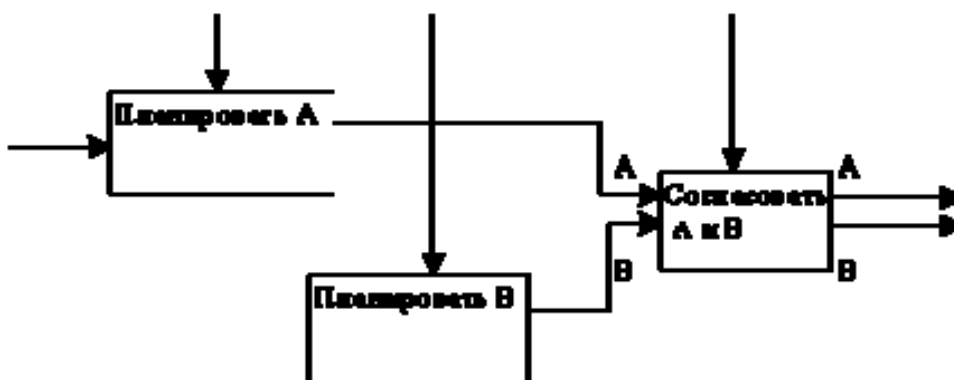 Планировать А
А
А
Согласовать
А и В
В
В
Планировать В